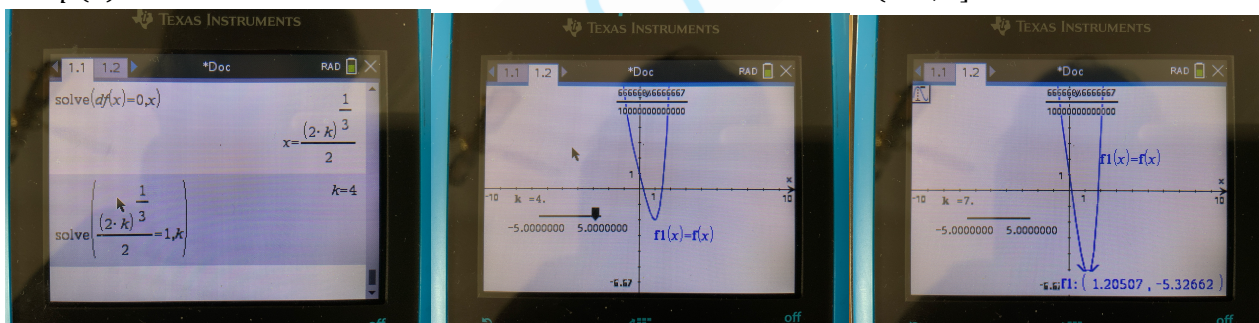 TEXAS INSTRUMENTS
1.1 1.2 *Doc RAD
solve(df(x)=0,x)
x=(2·k)^(1/3)/2
solve((2·k)^(1/3)/2=1,k) k=4
off
TEXAS INSTRUMENTS
1.1 1.2 *Doc RAD
10000000000000
1
x
-10 1 10
k =4.
-5.0000000 5.0000000
f1(x)=f(x)
-6.67
off
TEXAS INSTRUMENTS
1.1 1.2 *Doc RAD
10000000000000
f1(x)=f(x)
1
x
-10 1 10
k =7.
-5.0000000 5.0000000
f1: ( 1.20507 , -5.32662 )
off